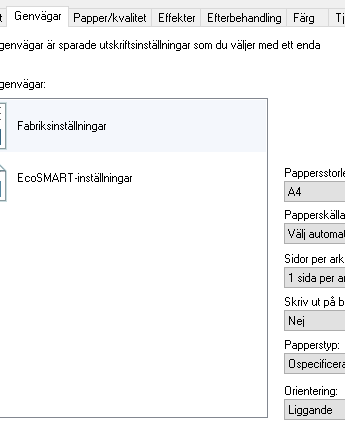 Genvägar Papper/kvalitet Effekter Efterbehandling Färg
genvägar är sparade utskriftsinställningar som du väljer med ett enda
genvägar:
Fabriksinställningar
EcoSMART-inställningar
Pappersstorle
A4
Papperskälla
Välj automat
Sidor per ark
1 sida per ar
Skriv ut på b
Nej
Papperstyp:
Ospecificera
Orientering:
Liggande